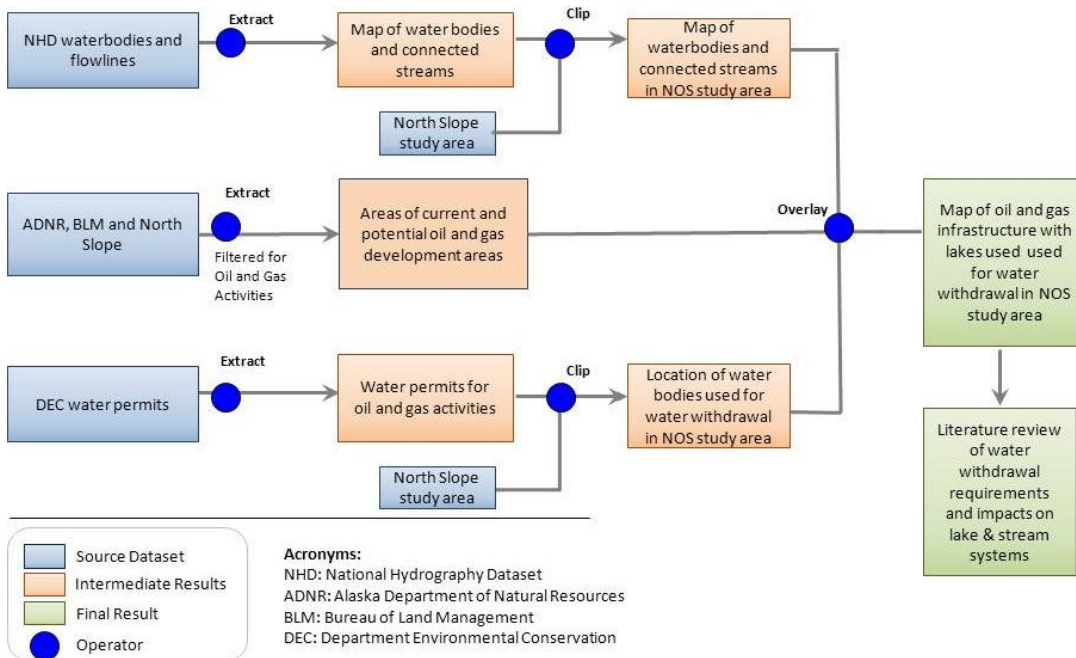 Extract
Clip
NHD waterbodies and
flowlines
Map of water bodies
and connected
streams
Map of
waterbodies and
connected streams
in NOS study area
North Slope
study area
Extract
ADNR, BLM and North
Slope
Filtered for
Oil and Gas
Activities
Areas of current and
potential oil and gas
development areas
Overlay
Map of oil and gas
infrastructure with
lakes used used
for water
withdrawal in NOS
study area
Extract
Clip
DEC water permits
Water permits for
oil and gas activities
Location of water
bodies used for
water withdrawal
in NOS study area
North Slope
study area
Literature review
of water
withdrawal
requirements
and impacts on
lake & stream
systems
Source Dataset
Intermediate Results
Final Result
Operator
Acronyms:
NHD: National Hydrography Dataset
ADNR: Alaska Department of Natural Resources
BLM: Bureau of Land Management
DEC: Department Environmental Conservation